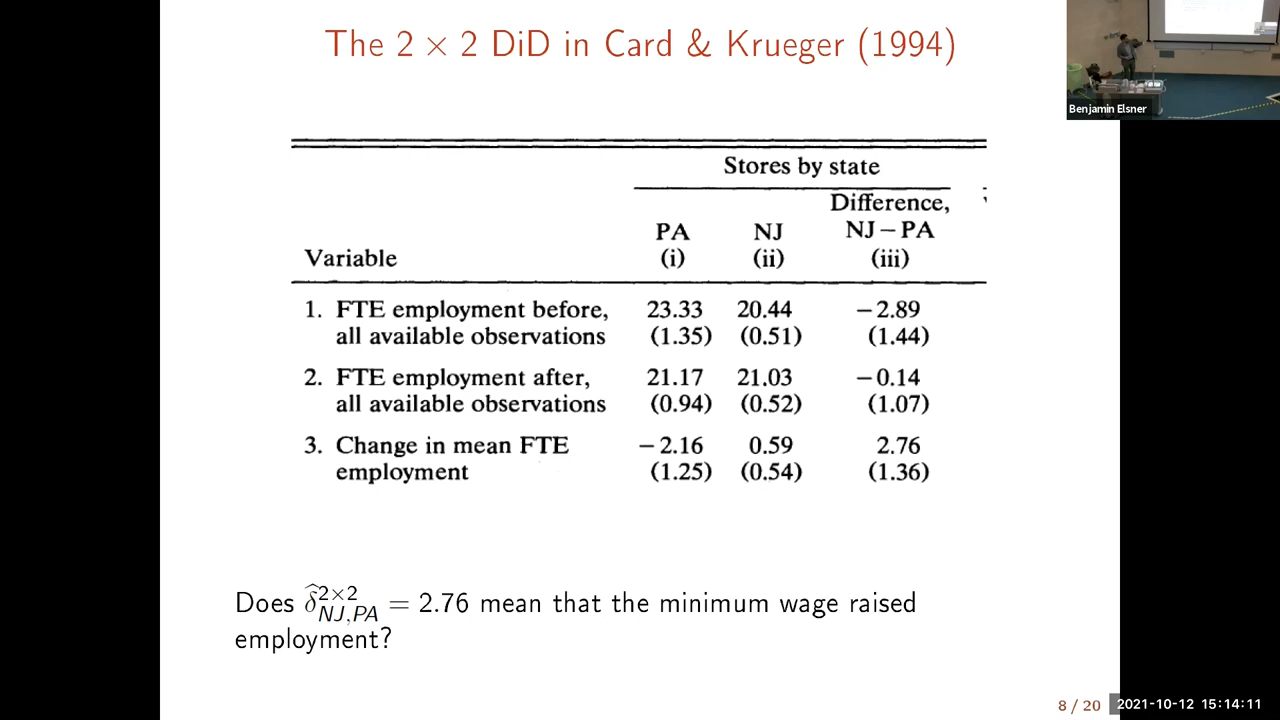 The 2 × 2 DiD in Card & Krueger (1994)
Benjamin Elsner
Stores by state
Difference,
PA NJ NJ − PA
Variable (i) (ii) (iii)
1. FTE employment before, 23.33 20.44 −2.89
all available observations (1.35) (0.51) (1.44)
2. FTE employment after, 21.17 21.03 −0.14
all available observations (0.94) (0.52) (1.07)
3. Change in mean FTE −2.16 0.59 2.76
employment (1.25) (0.54) (1.36)
Does δ̂^{2×2}_{NJ,PA} = 2.76 mean that the minimum wage raised
employment?
8 / 20 2021-10-12 15:14:11